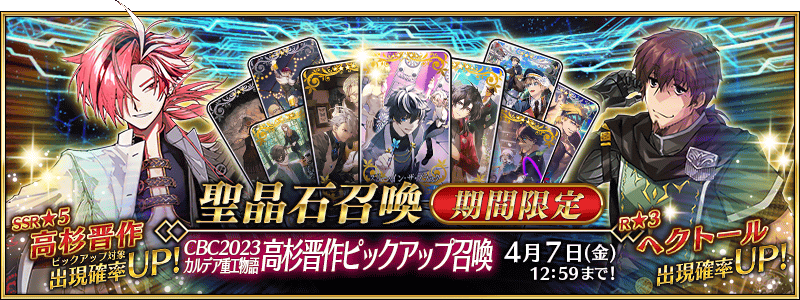 聖晶石召喚
期間限定
SSR★5
高杉晋作
ピックアップ対象
出現確率UP!
CBC2023
カルデア重工物語
高杉晋作ピックアップ召喚
4月7日(金)
12:59まで!
R★3
ヘクトール
出現確率UP!